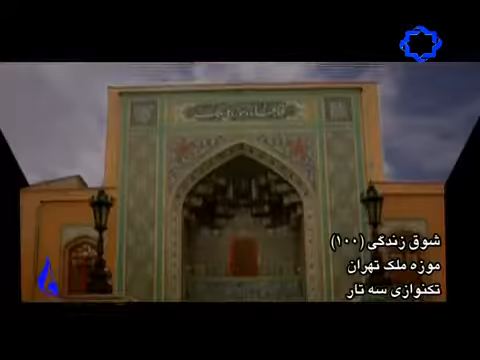 شوق زندگی (۱۰۰)
موزه ملک تهران
تکنوازی سه تار